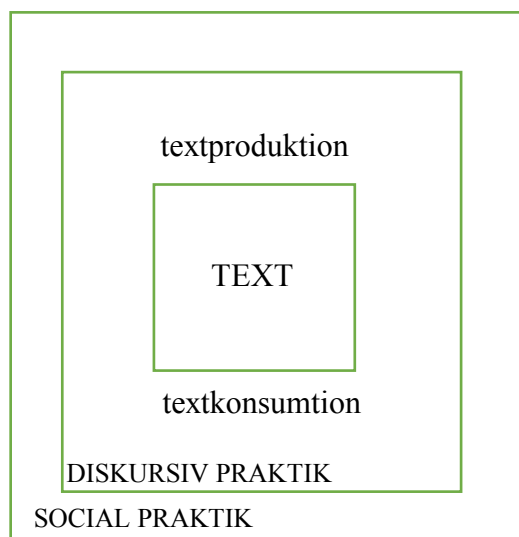 textproduktion
TEXT
textkonsumtion
DISKURSIV PRAKTIK
SOCIAL PRAKTIK